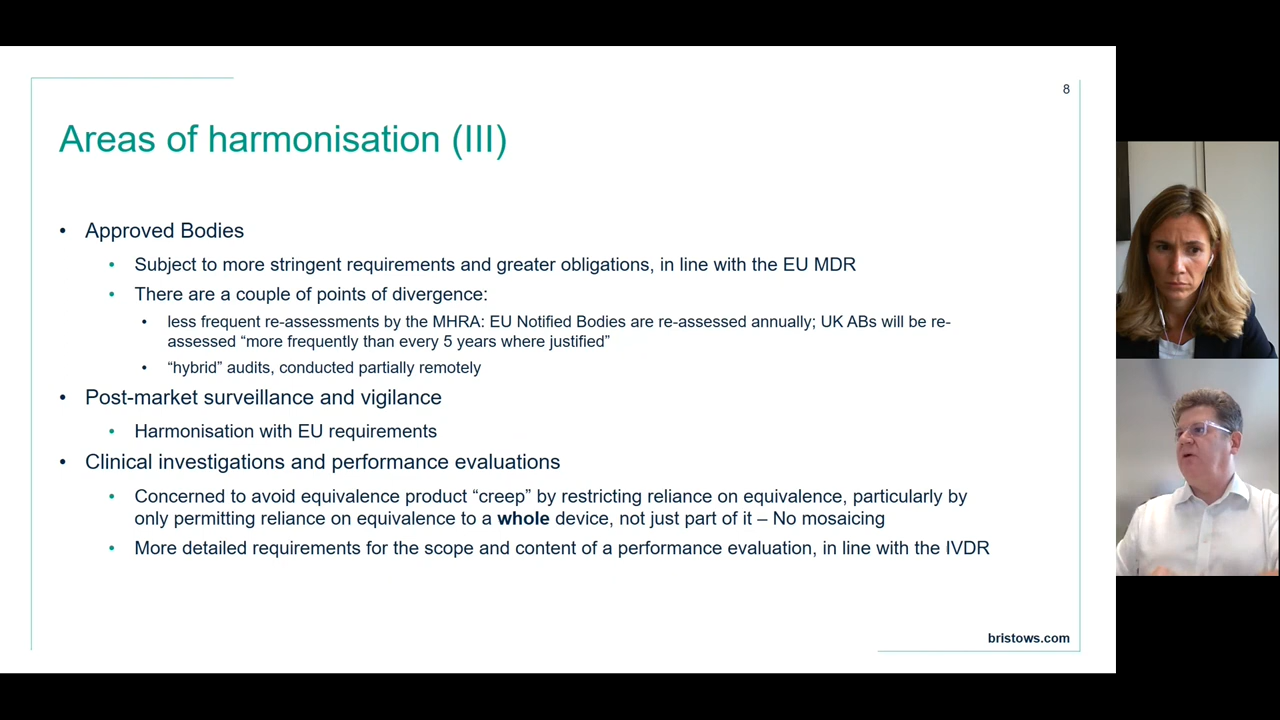 8
Areas of harmonisation (III)
• Approved Bodies
• Subject to more stringent requirements and greater obligations, in line with the EU MDR
• There are a couple of points of divergence:
• less frequent re-assessments by the MHRA: EU Notified Bodies are re-assessed annually; UK ABs will be re-
assessed “more frequently than every 5 years where justified”
• “hybrid” audits, conducted partially remotely
• Post-market surveillance and vigilance
• Harmonisation with EU requirements
• Clinical investigations and performance evaluations
• Concerned to avoid equivalence product “creep” by restricting reliance on equivalence, particularly by
only permitting reliance on equivalence to a whole device, not just part of it – No mosaicing
• More detailed requirements for the scope and content of a performance evaluation, in line with the IVDR
bristows.com